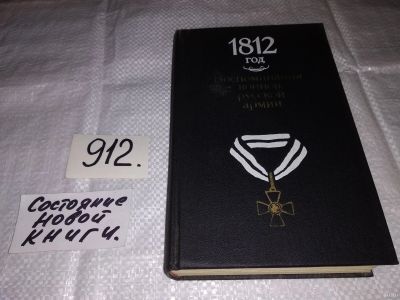 1812
год
Воспоминания
воинов
русской
армии
912.
Состояние
новой
книги.